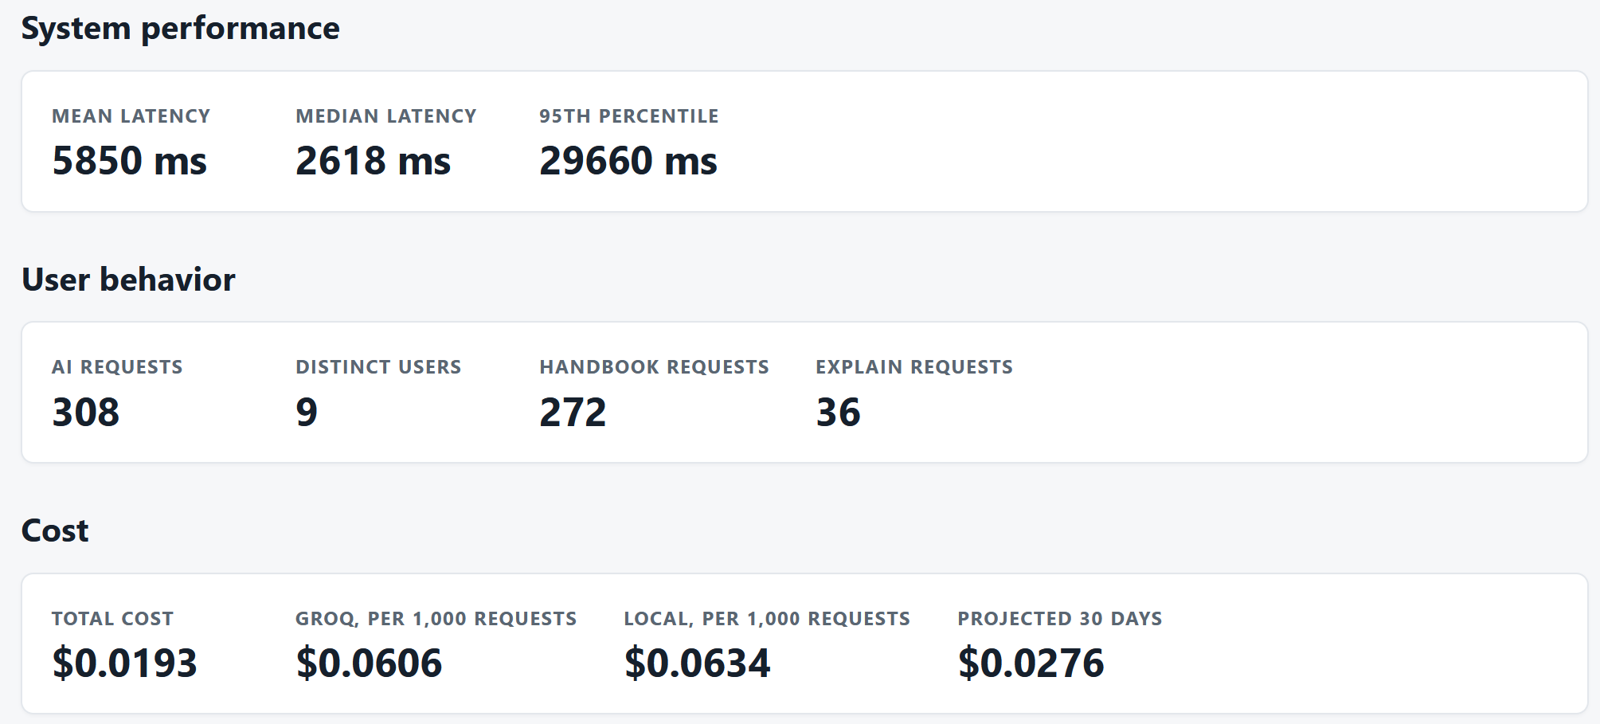 System performance
MEAN LATENCY MEDIAN LATENCY 95TH PERCENTILE
5850 ms 2618 ms 29660 ms
User behavior
AI REQUESTS DISTINCT USERS HANDBOOK REQUESTS EXPLAIN REQUESTS
308 9 272 36
Cost
TOTAL COST GROQ, PER 1,000 REQUESTS LOCAL, PER 1,000 REQUESTS PROJECTED 30 DAYS
$0.0193 $0.0606 $0.0634 $0.0276